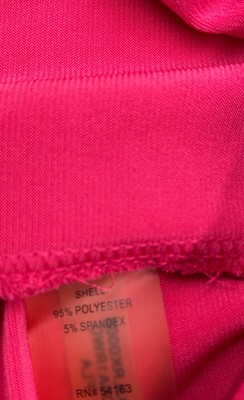 SHELL
95% POLYESTER
5% SPANDEX
RN# 54163